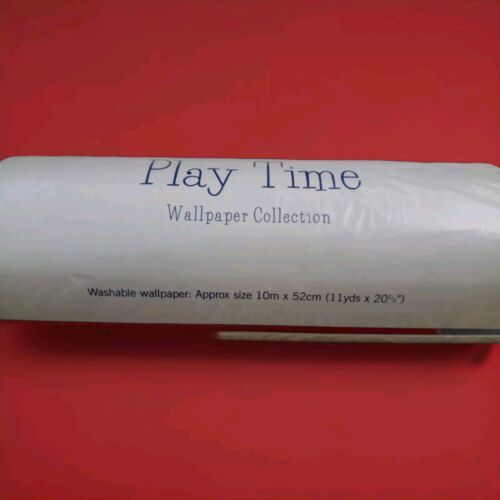 Play Time
Wallpaper Collection
Washable wallpaper: Approx size 10m x 52cm (11yds x 20½")